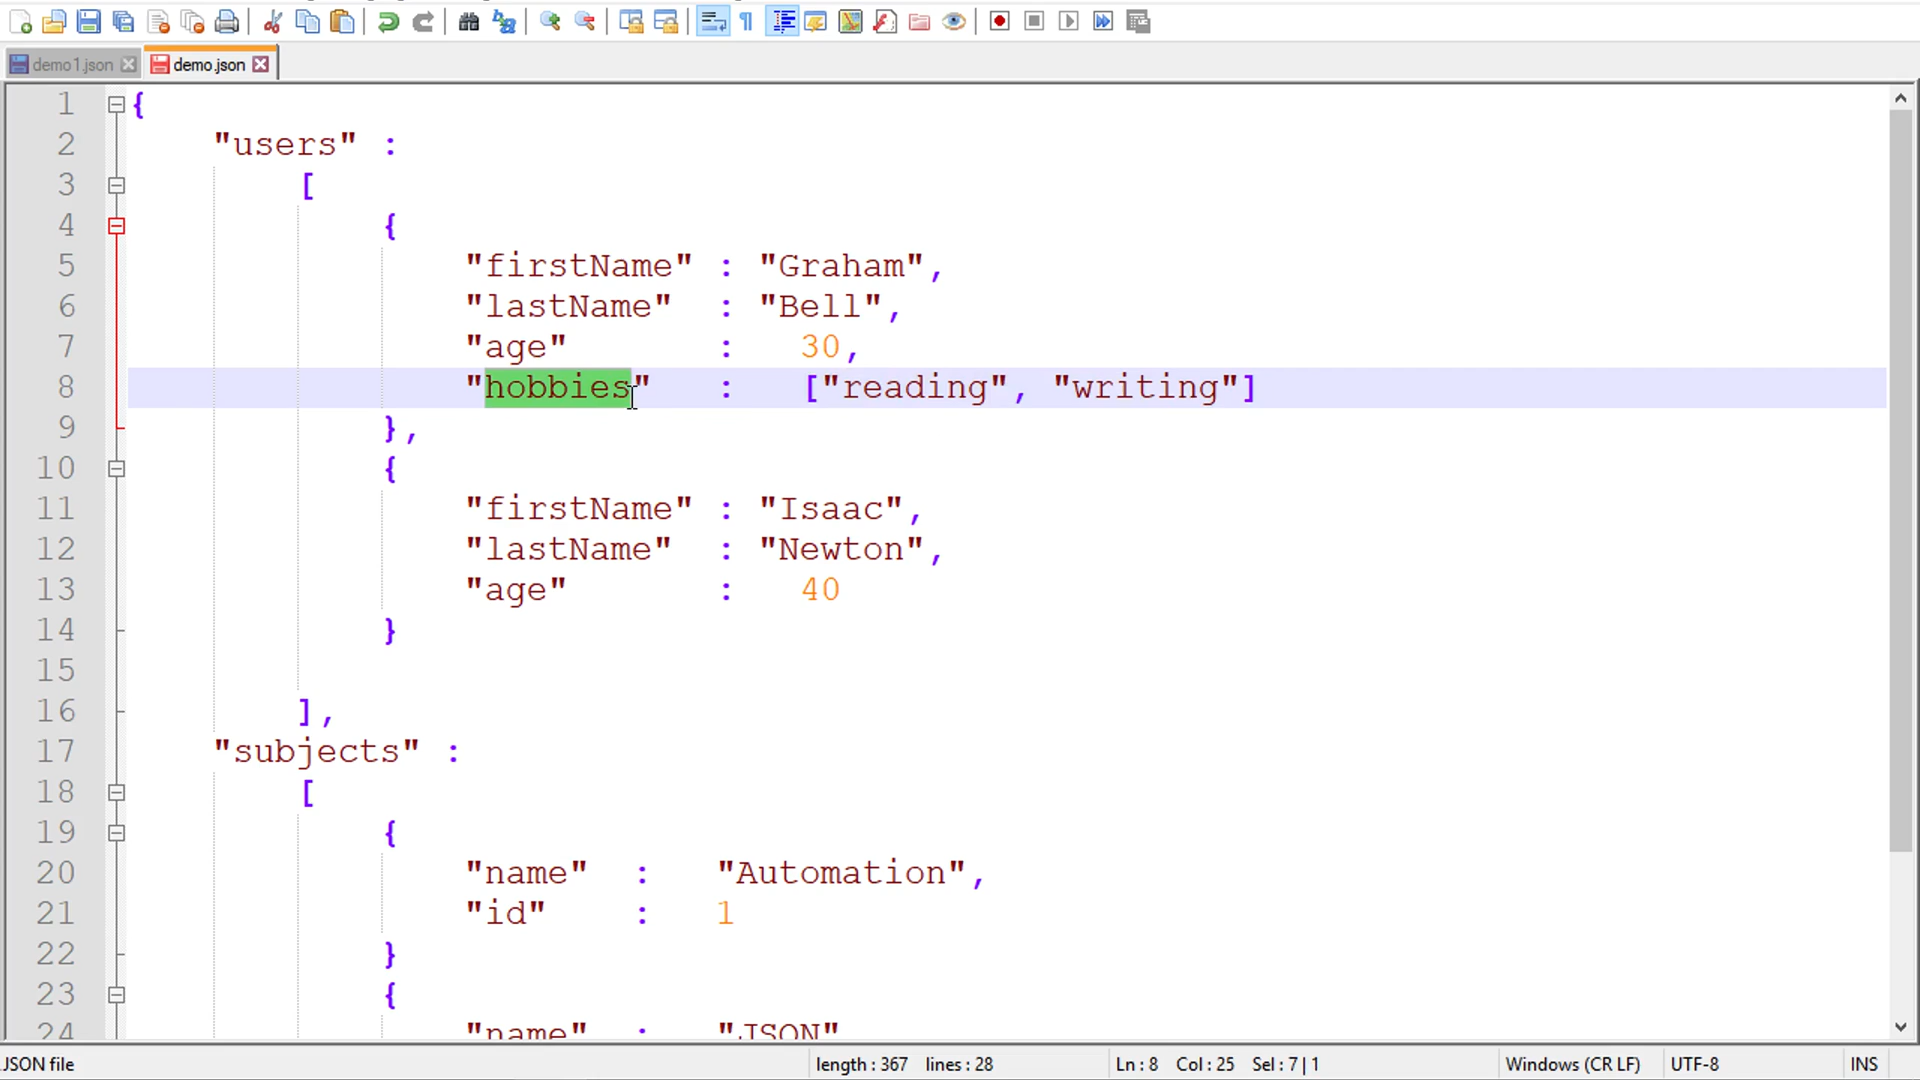 demo1.json demo.json
1 {
2 "users" :
3 [
4 {
5 "firstName" : "Graham",
6 "lastName" : "Bell",
7 "age" : 30,
8 "hobbies" : ["reading", "writing"]
9 },
10 {
11 "firstName" : "Isaac",
12 "lastName" : "Newton",
13 "age" : 40
14 }
15
16 ],
17 "subjects" :
18 [
19 {
20 "name" : "Automation",
21 "id" : 1
22 }
23 {
24 "name" : "JSON"
JSON file length : 367 lines : 28 Ln : 8 Col : 25 Sel : 7 | 1 Windows (CR LF) UTF-8 INS